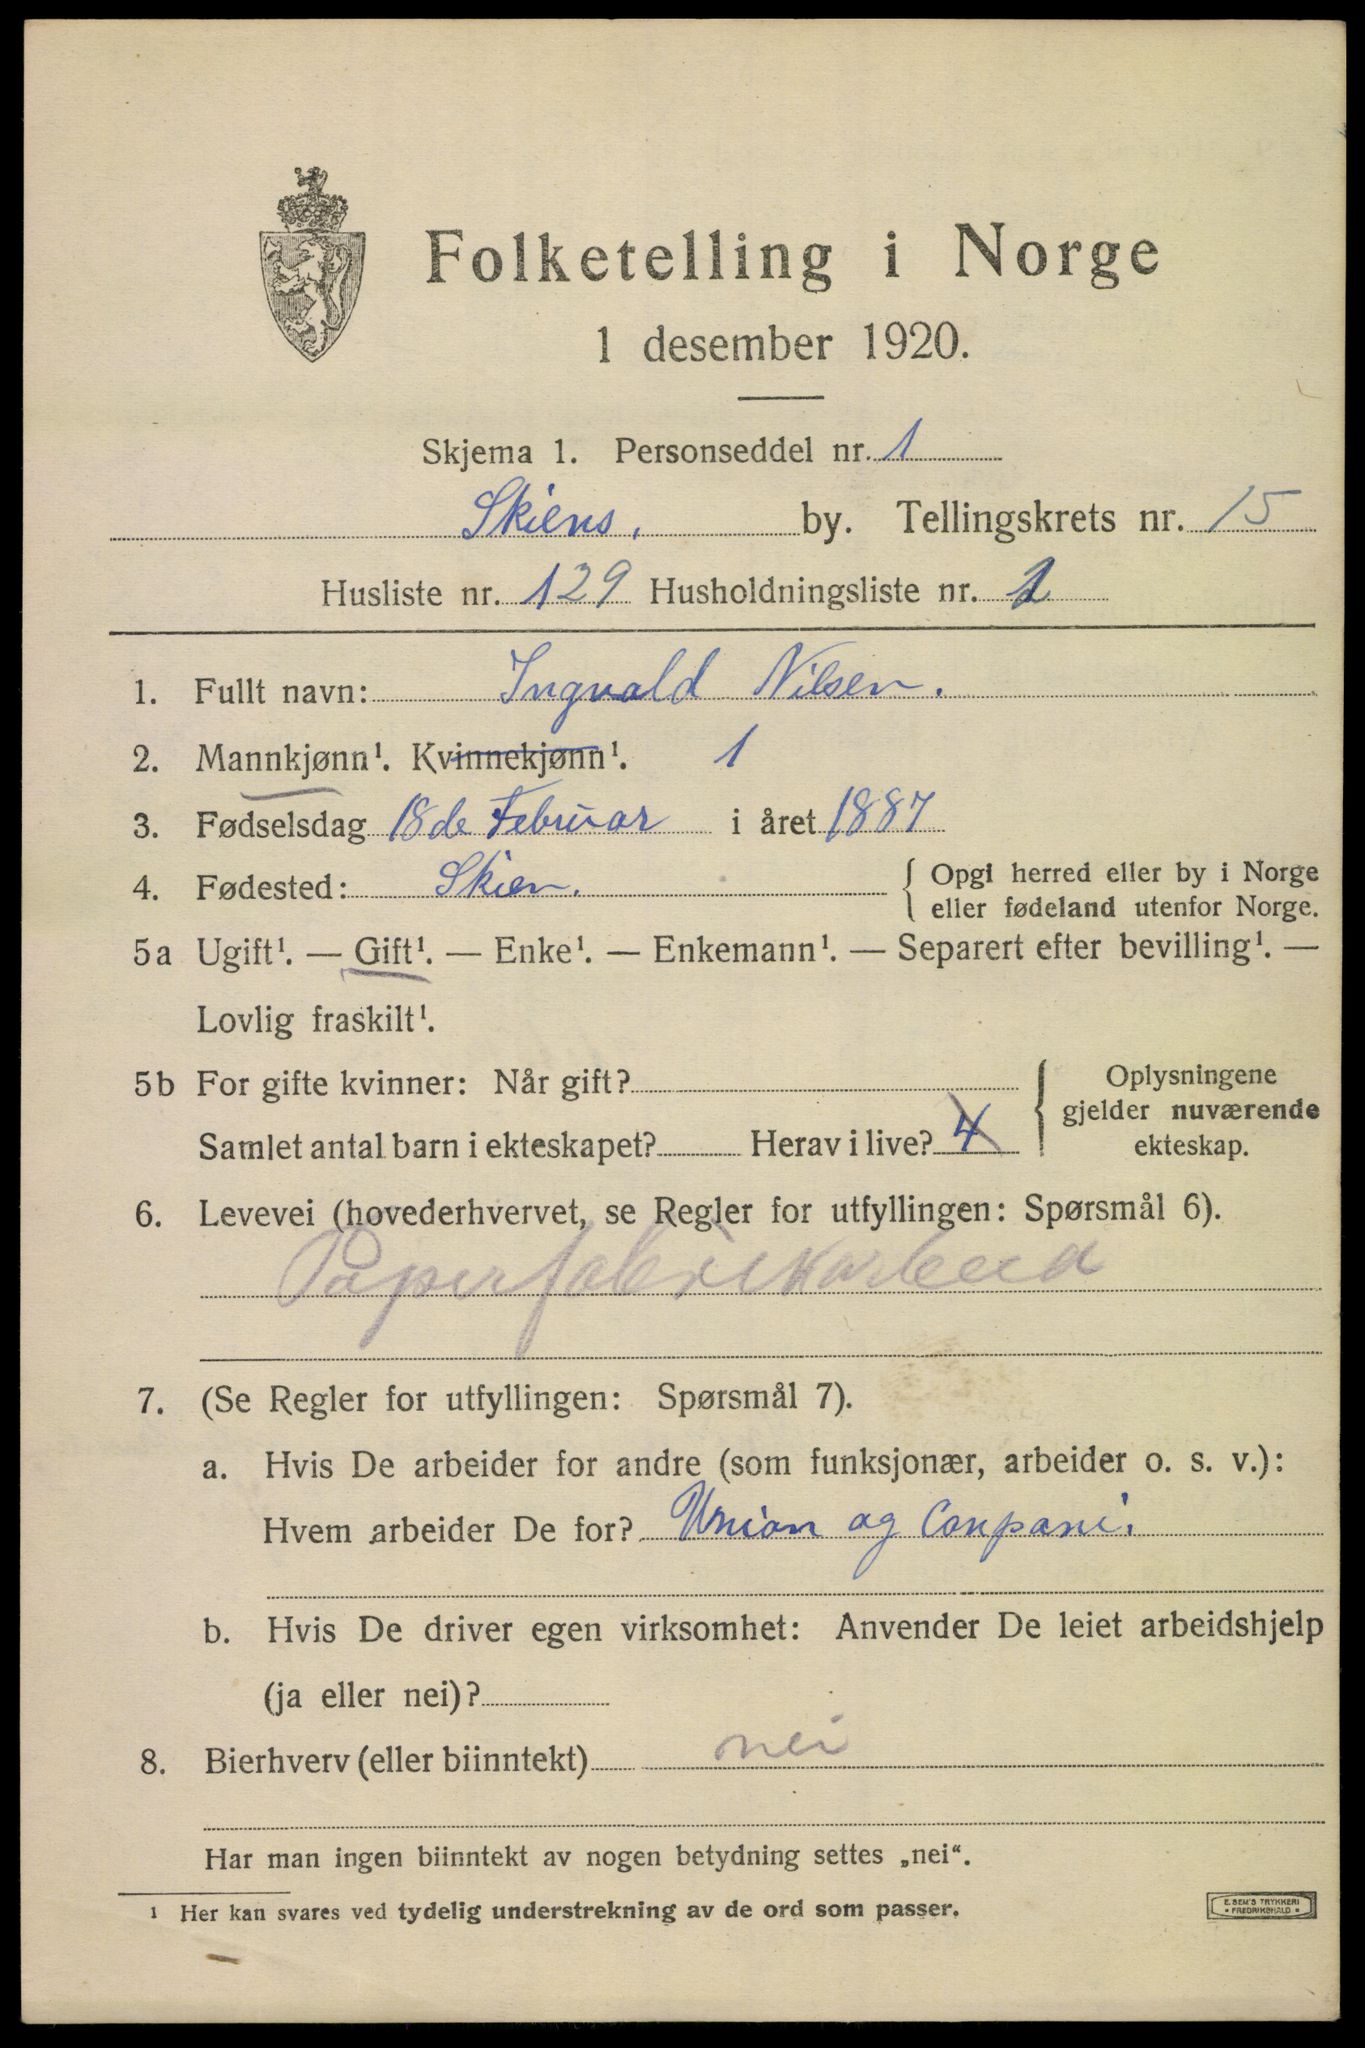 Folketelling i Norge
1 desember 1920.
Skjema 1. Personseddel nr. 1
Skiens. by. Tellingskrets nr. 15
Husliste nr. 129 Husholdningsliste nr.
1. Fullt navn: Ingvald Nilsen.
2. Mannkjønn¹. Kvinnekjønn¹. 1
3. Fødselsdag 18de Februar i året 1887
4. Fødested: Skien. { Opgi herred eller by i Norge
eller fødeland utenfor Norge.
5a Ugift¹. — Gift¹. — Enke¹. — Enkemann¹. — Separert efter bevilling¹. —
Lovlig fraskilt¹.
5b For gifte kvinner: Når gift? { Oplysningene
gjelder nuværende
Samlet antal barn i ekteskapet? Herav i live? 4 ekteskap.
6. Levevei (hovederhvervet, se Regler for utfyllingen: Spørsmål 6).
Papirfabrikarbeid
7. (Se Regler for utfyllingen: Spørsmål 7).
a. Hvis De arbeider for andre (som funksjonær, arbeider o. s. v.):
Hvem arbeider De for? Union og Conpani.
b. Hvis De driver egen virksomhet: Anvender De leiet arbeidshjelp
(ja eller nei)?
8. Bierhverv (eller biinntekt) nei
Har man ingen biinntekt av nogen betydning settes „nei“.
¹ Her kan svares ved tydelig understrekning av de ord som passer.
E. SEM'S TRYKKERI
FREDRIKSHALD